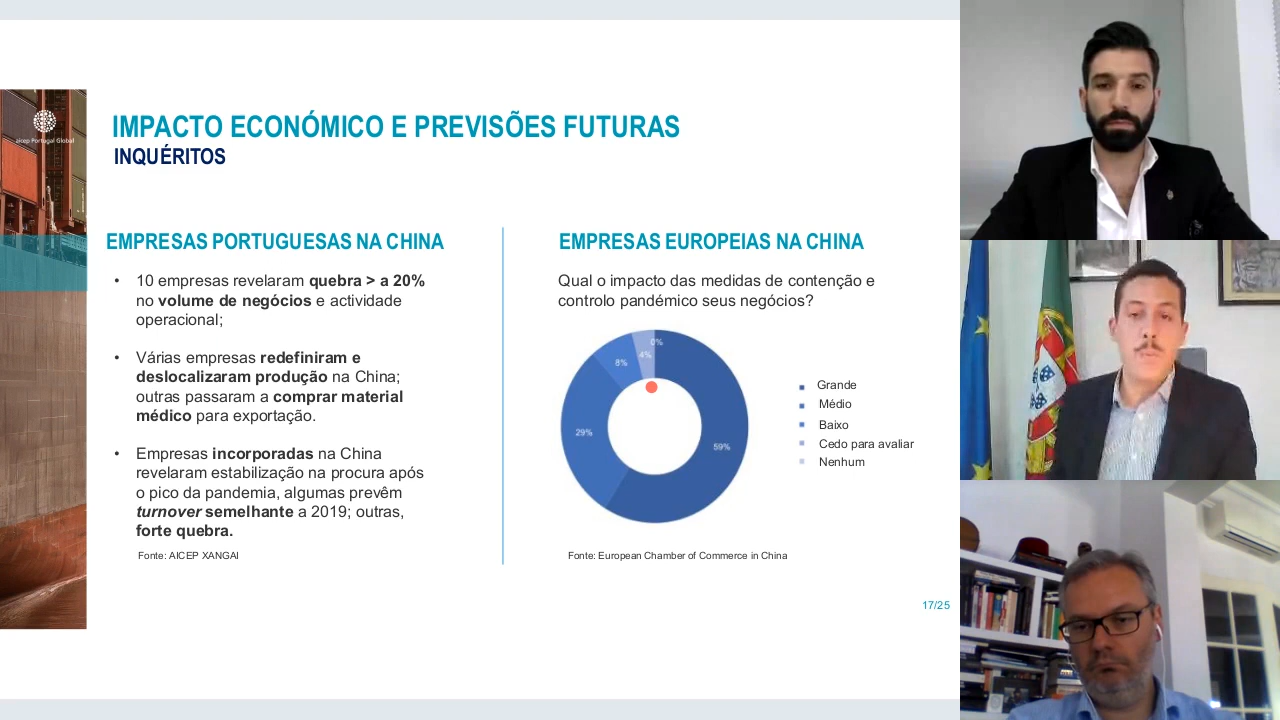 aicep Portugal Global
IMPACTO ECONÓMICO E PREVISÕES FUTURAS
INQUÉRITOS
EMPRESAS PORTUGUESAS NA CHINA
• 10 empresas revelaram quebra > a 20%
no volume de negócios e actividade
operacional;
• Várias empresas redefiniram e
deslocalizaram produção na China;
outras passaram a comprar material
médico para exportação.
• Empresas incorporadas na China
revelaram estabilização na procura após
o pico da pandemia, algumas prevêm
turnover semelhante a 2019; outras,
forte quebra.
Fonte: AICEP XANGAI
EMPRESAS EUROPEIAS NA CHINA
Qual o impacto das medidas de contenção e
controlo pandémico seus negócios?
0%
4%
8%
29%
59%
Grande
Médio
Baixo
Cedo para avaliar
Nenhum
Fonte: European Chamber of Commerce in China
17/25